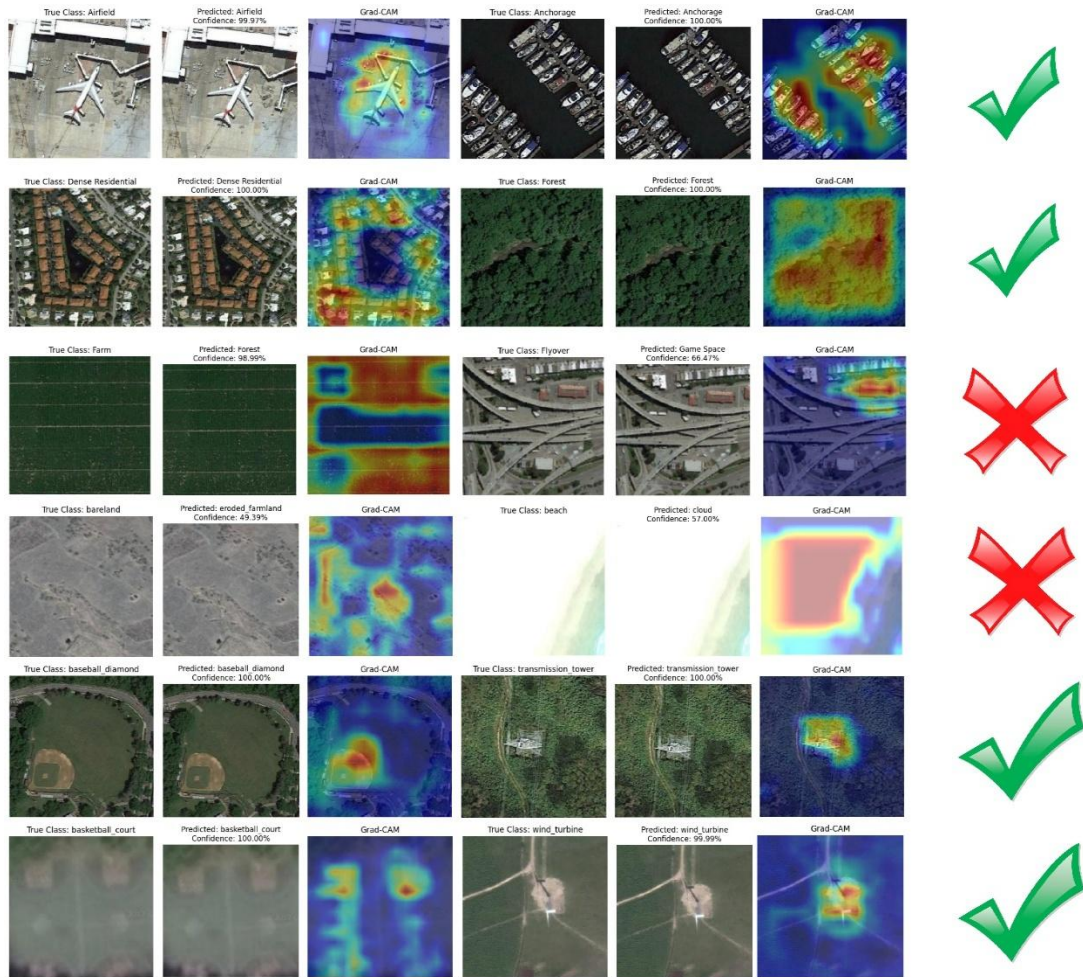 True Class: Airfield
Predicted: Airfield
Confidence: 99.97%
Grad-CAM
True Class: Anchorage
Predicted: Anchorage
Confidence: 100.00%
Grad-CAM
True Class: Dense Residential
Predicted: Dense Residential
Confidence: 100.00%
Grad-CAM
True Class: Forest
Predicted: Forest
Confidence: 100.00%
Grad-CAM
True Class: Farm
Predicted: Forest
Confidence: 98.99%
Grad-CAM
True Class: Flyover
Predicted: Game Space
Confidence: 66.47%
Grad-CAM
True Class: bareland
Predicted: eroded_farmland
Confidence: 49.39%
Grad-CAM
True Class: beach
Predicted: cloud
Confidence: 57.00%
Grad-CAM
True Class: baseball_diamond
Predicted: baseball_diamond
Confidence: 100.00%
Grad-CAM
True Class: transmission_tower
Predicted: transmission_tower
Confidence: 100.00%
Grad-CAM
True Class: basketball_court
Predicted: basketball_court
Confidence: 100.00%
Grad-CAM
True Class: wind_turbine
Predicted: wind_turbine
Confidence: 99.99%
Grad-CAM